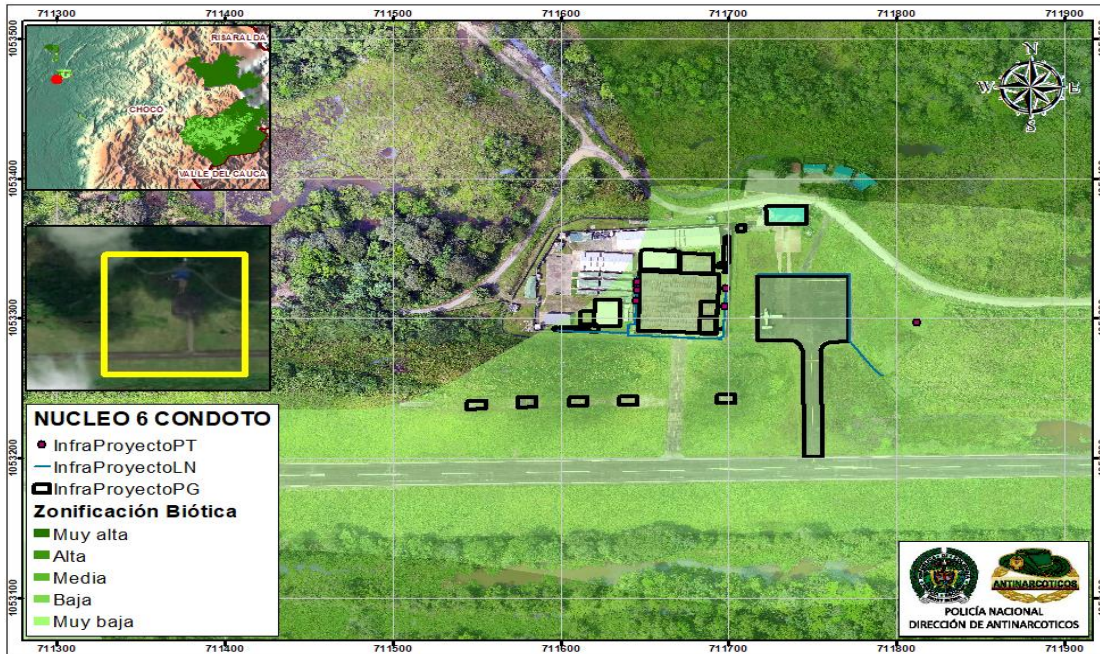 711300 711400 711500 711600 711700 711800 711900
1053500
1053400
1053300
1053200
1053100
RISARALDA
CHOCO
VALLE DEL CAUCA
N
W E
S
NUCLEO 6 CONDOTO
InfraProyectoPT
InfraProyectoLN
InfraProyectoPG
Zonificación Biótica
Muy alta
Alta
Media
Baja
Muy baja
ANTINARCOTICOS
POLICÍA NACIONAL
DIRECCIÓN DE ANTINARCOTICOS
711300 711400 711500 711600 711700 711800 711900